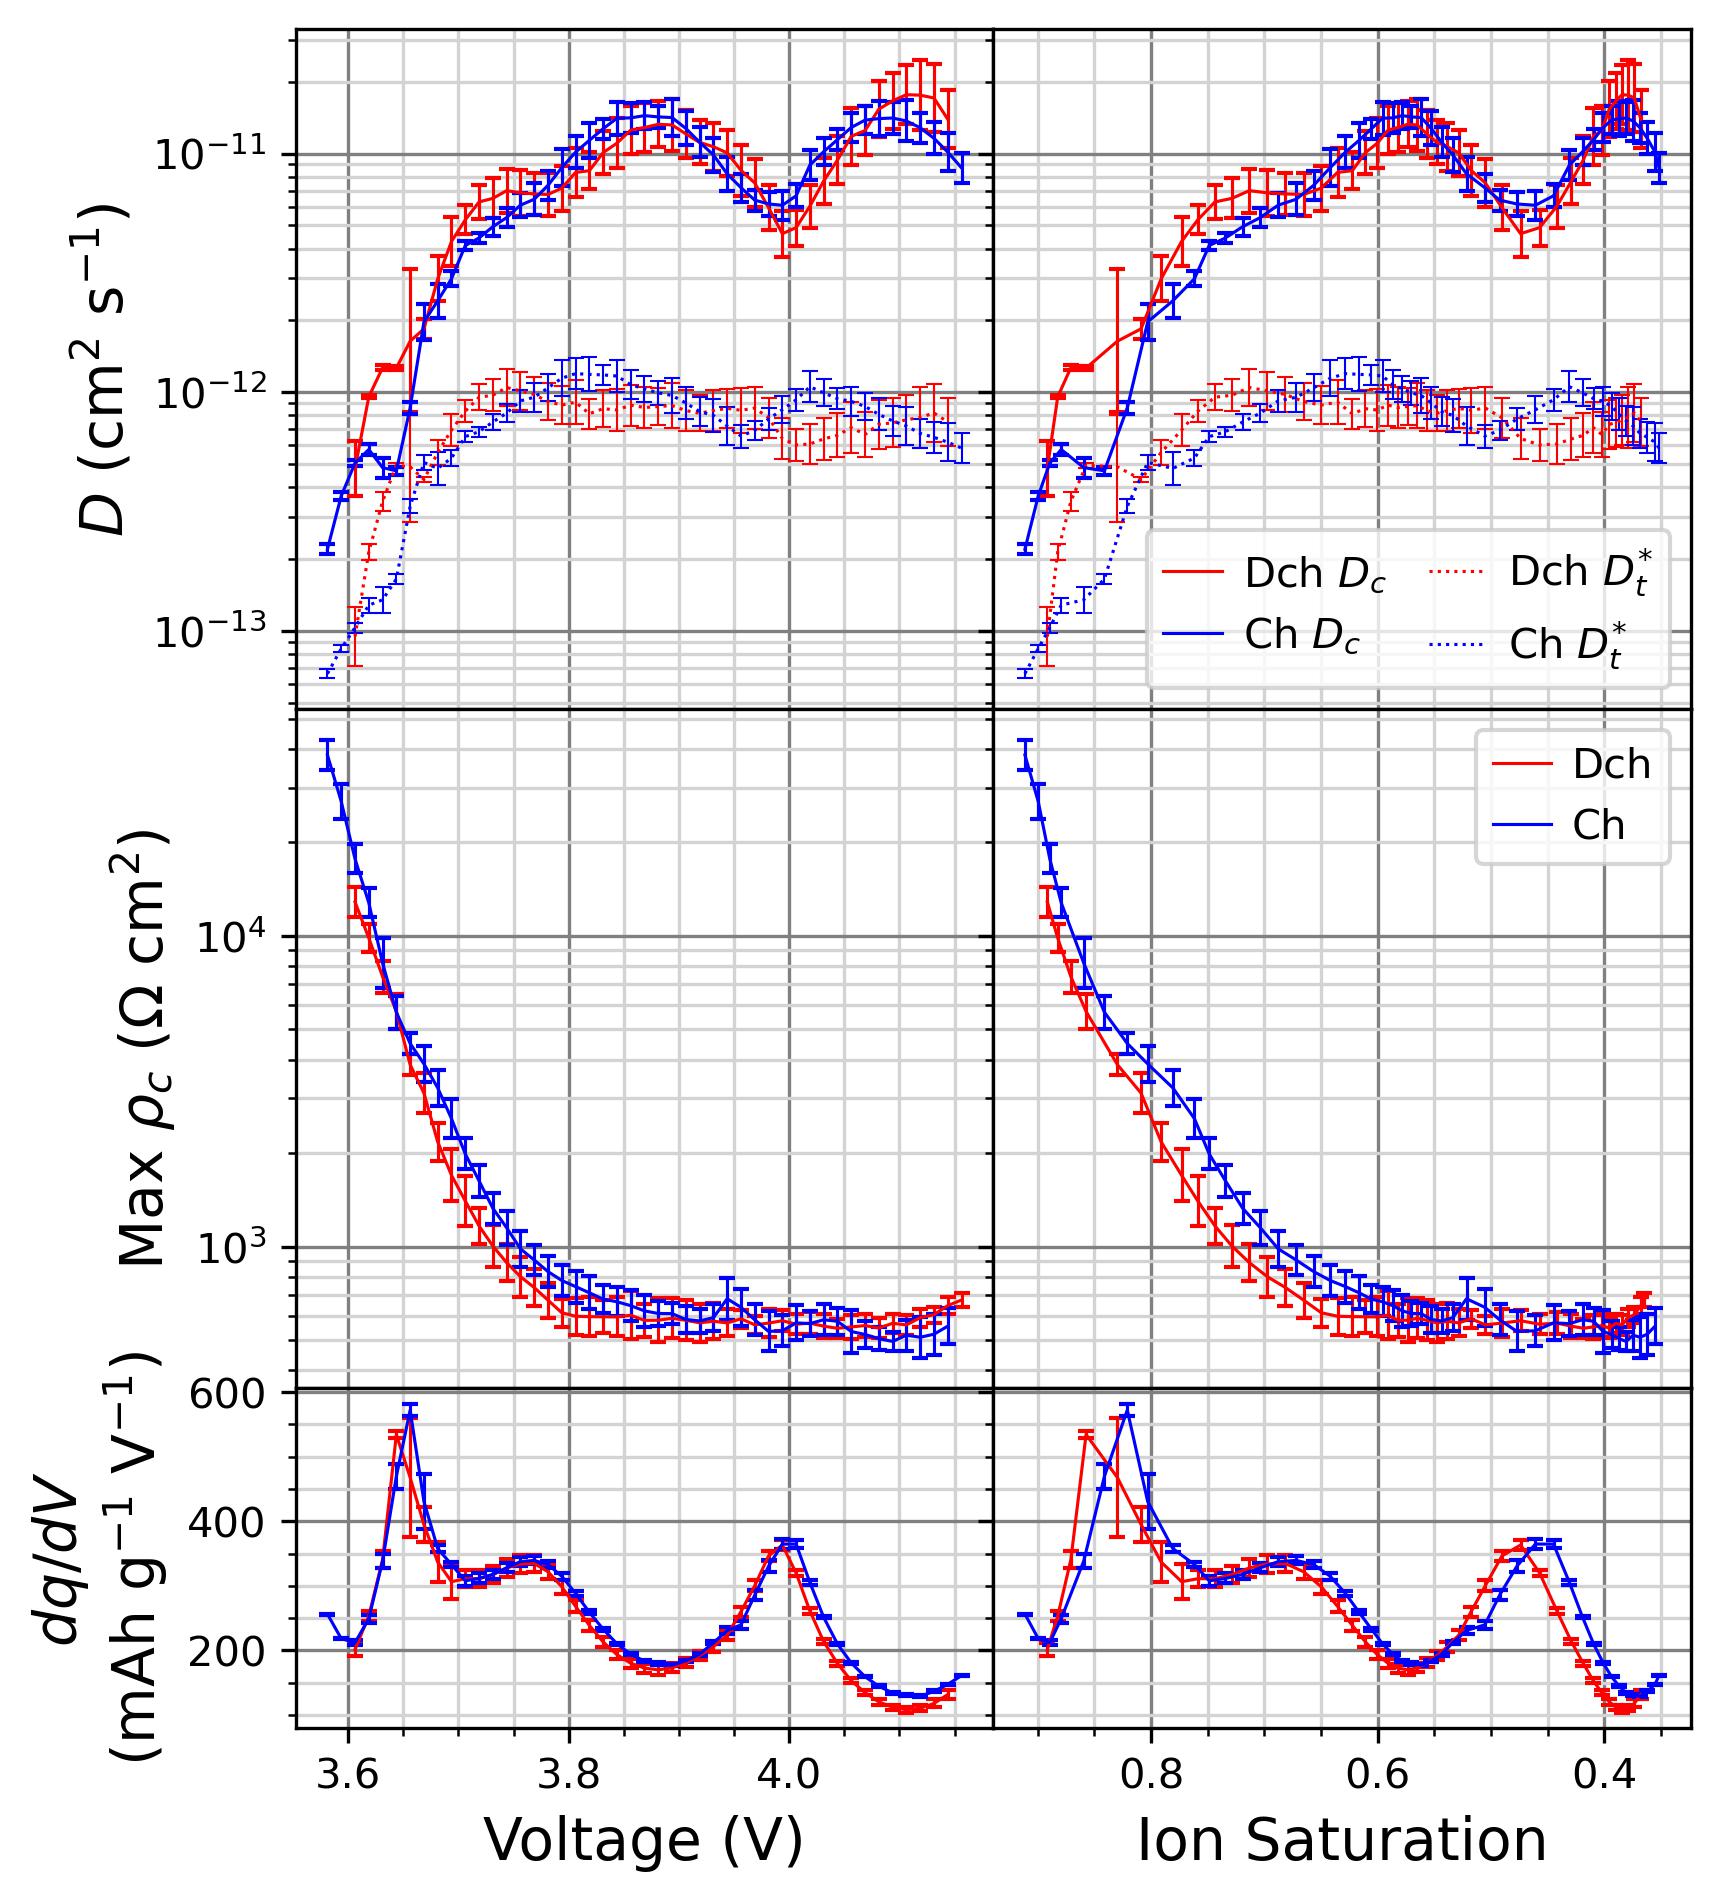 D (cm² s⁻¹)
10⁻¹¹
10⁻¹²
10⁻¹³
Dch D_c
Ch D_c
Dch D_t^*
Ch D_t^*
Max ρ_c (Ω cm²)
10⁴
10³
Dch
Ch
dq/dV
(mAh g⁻¹ V⁻¹)
600
400
200
3.6 3.8 4.0
0.8 0.6 0.4
Voltage (V)
Ion Saturation